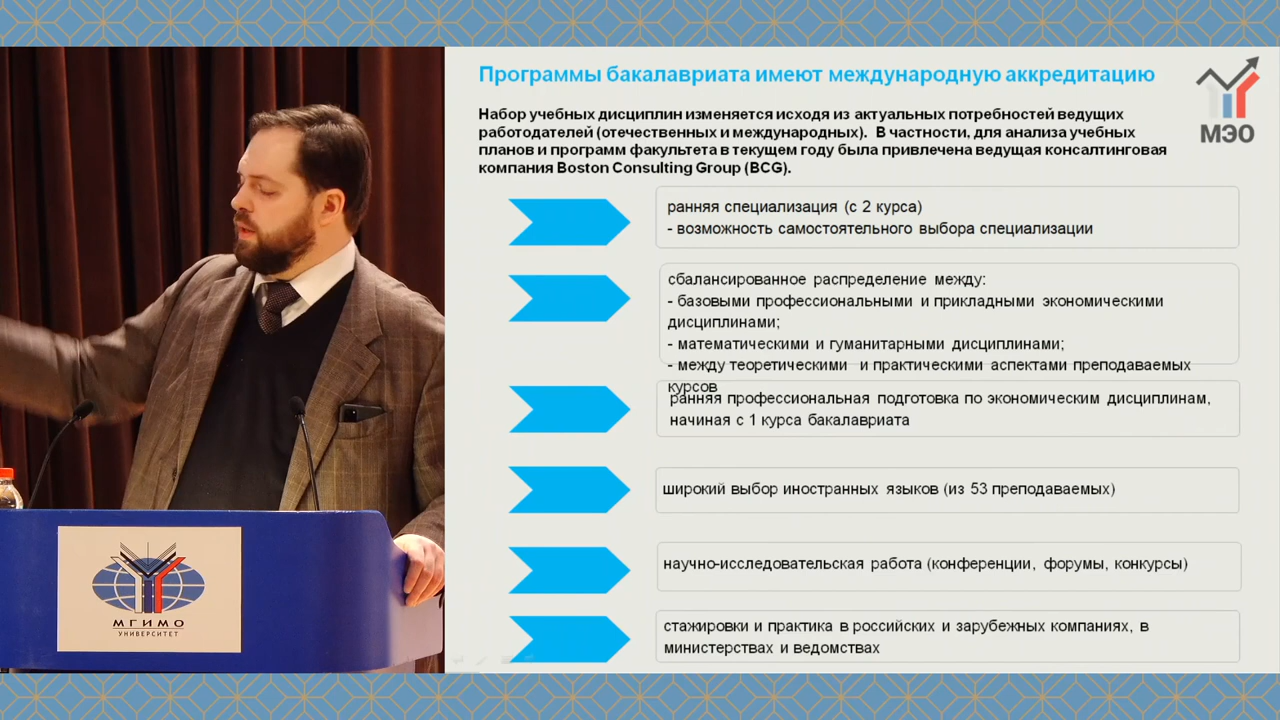 Программы бакалавриата имеют международную аккредитацию
МЭО
Набор учебных дисциплин изменяется исходя из актуальных потребностей ведущих
работодателей (отечественных и международных). В частности, для анализа учебных
планов и программ факультета в текущем году была привлечена ведущая консалтинговая
компания Boston Consulting Group (BCG).
ранняя специализация (с 2 курса)
- возможность самостоятельного выбора специализации
сбалансированное распределение между:
- базовыми профессиональными и прикладными экономическими
дисциплинами;
- математическими и гуманитарными дисциплинами;
- между теоретическими и практическими аспектами преподаваемых
курсов
ранняя профессиональная подготовка по экономическим дисциплинам,
начиная с 1 курса бакалавриата
широкий выбор иностранных языков (из 53 преподаваемых)
научно-исследовательская работа (конференции, форумы, конкурсы)
стажировки и практика в российских и зарубежных компаниях, в
министерствах и ведомствах
МГИМО
УНИВЕРСИТЕТ